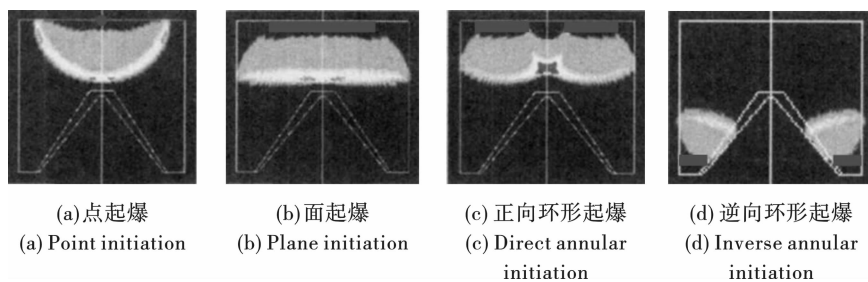 (a)点起爆
(a) Point initiation
(b)面起爆
(b) Plane initiation
(c) 正向环形起爆
(c) Direct annular
initiation
(d) 逆向环形起爆
(d) Inverse annular
initiation